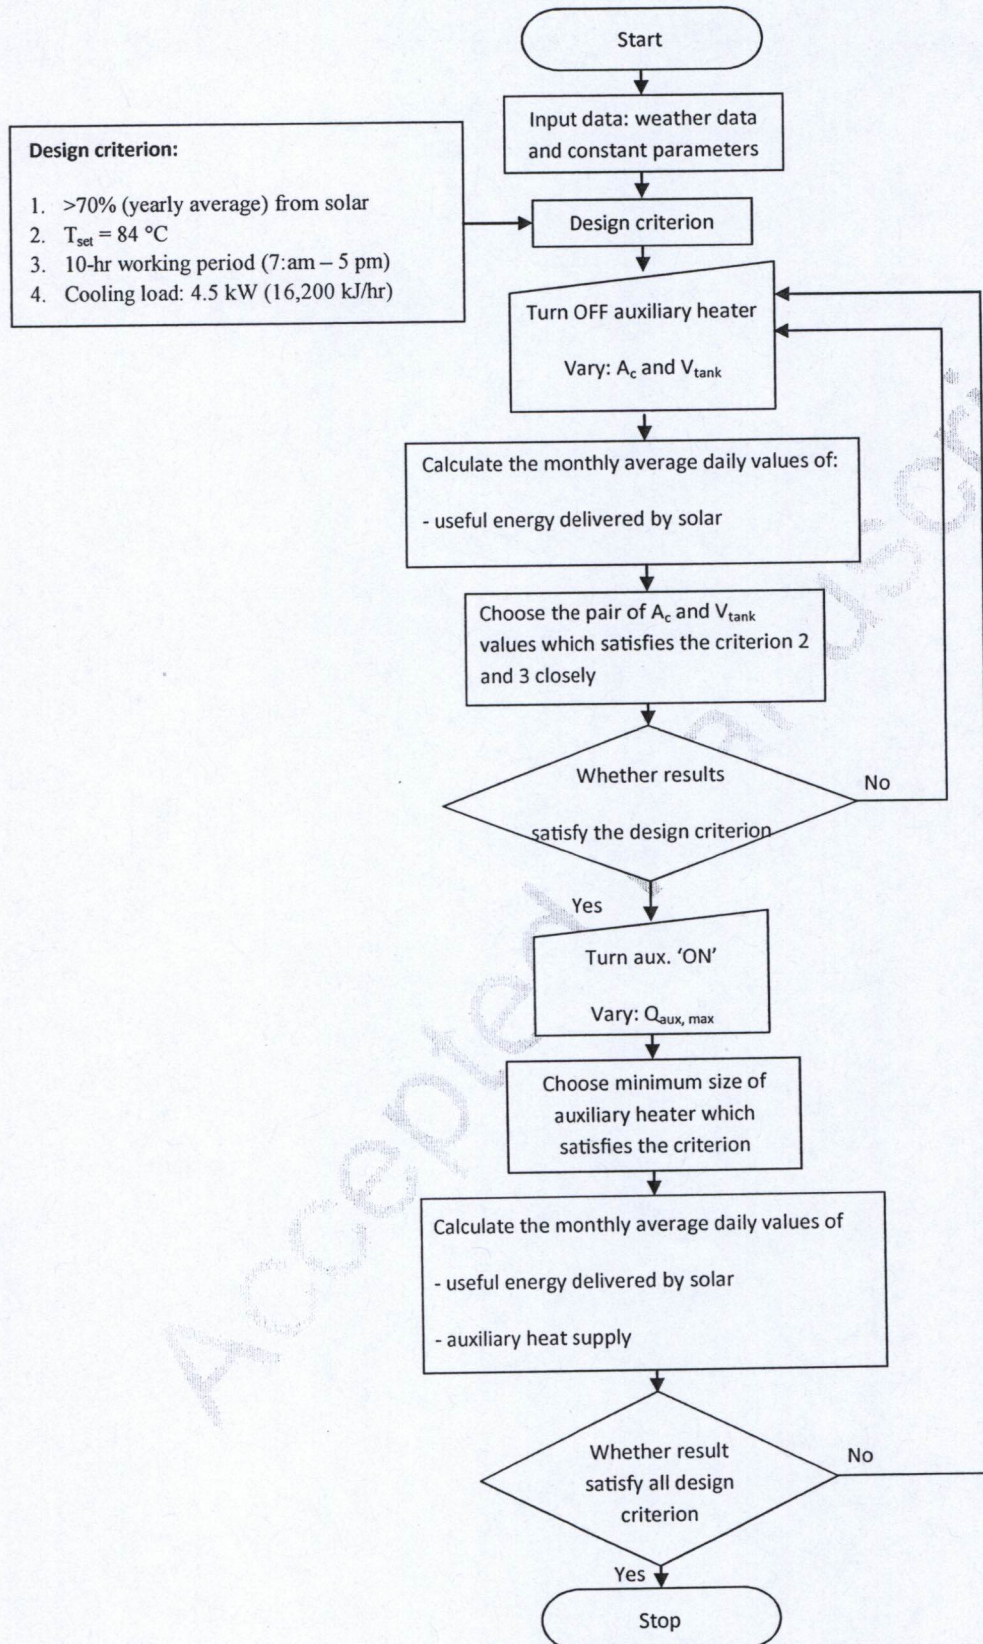 Start
Input data: weather data
and constant parameters
Design criterion:
1. >70% (yearly average) from solar
2. Tset = 84 °C
3. 10-hr working period (7:am – 5 pm)
4. Cooling load: 4.5 kW (16,200 kJ/hr)
Design criterion
Turn OFF auxiliary heater
Vary: Ac and Vtank
Calculate the monthly average daily values of:
- useful energy delivered by solar
Choose the pair of Ac and Vtank
values which satisfies the criterion 2
and 3 closely
Whether results
satisfy the design criterion
No
Yes
Turn aux. ‘ON’
Vary: Qaux, max
Choose minimum size of
auxiliary heater which
satisfies the criterion
Calculate the monthly average daily values of
- useful energy delivered by solar
- auxiliary heat supply
Whether result
satisfy all design
criterion
No
Yes
Stop
Accepted